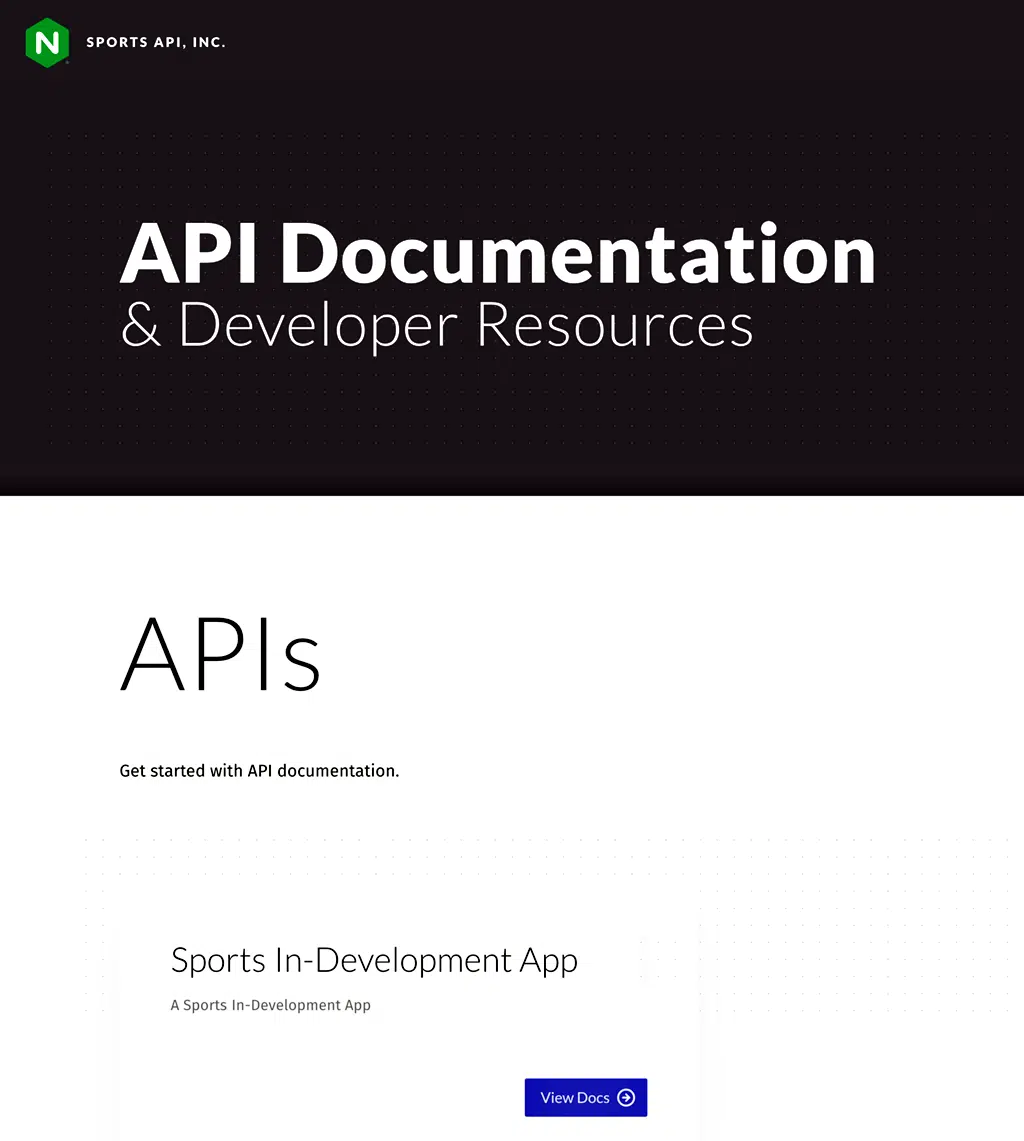 N
SPORTS API, INC.
API Documentation
& Developer Resources
APIs
Get started with API documentation.
Sports In-Development App
A Sports In-Development App
View Docs